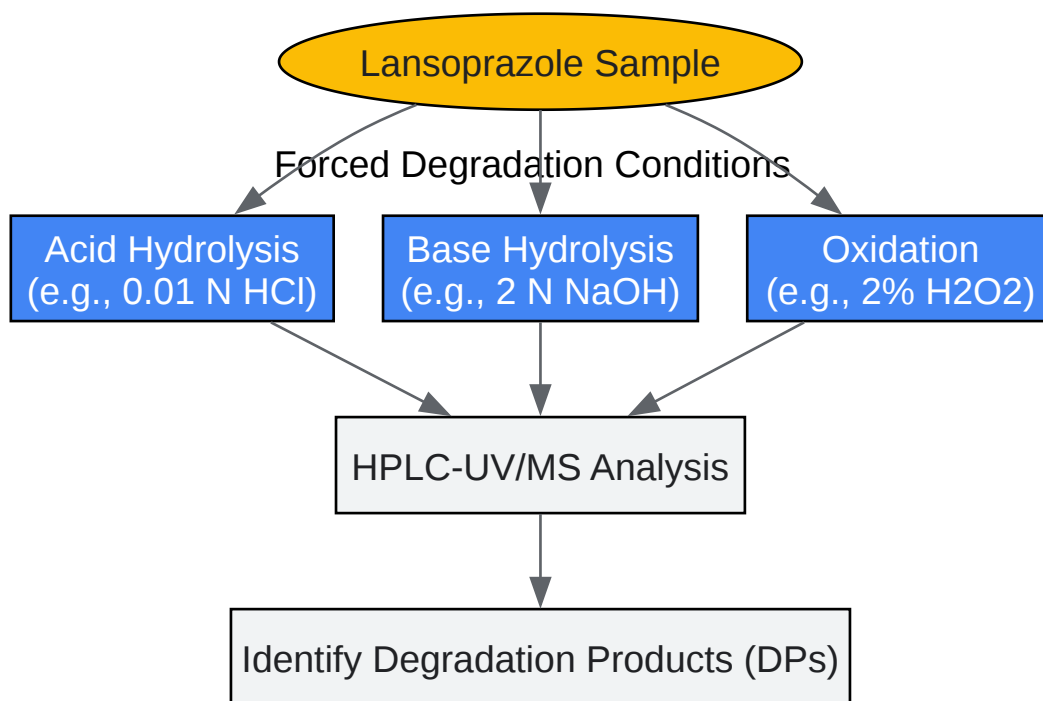 Lansoprazole Sample
Forced Degradation Conditions
Acid Hydrolysis
(e.g., 0.01 N HCl)
Base Hydrolysis
(e.g., 2 N NaOH)
Oxidation
(e.g., 2% H2O2)
HPLC-UV/MS Analysis
Identify Degradation Products (DPs)